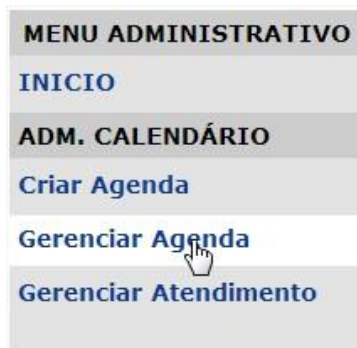 MENU ADMINISTRATIVO
INICIO
ADM. CALENDÁRIO
Criar Agenda
Gerenciar Agenda
Gerenciar Atendimento